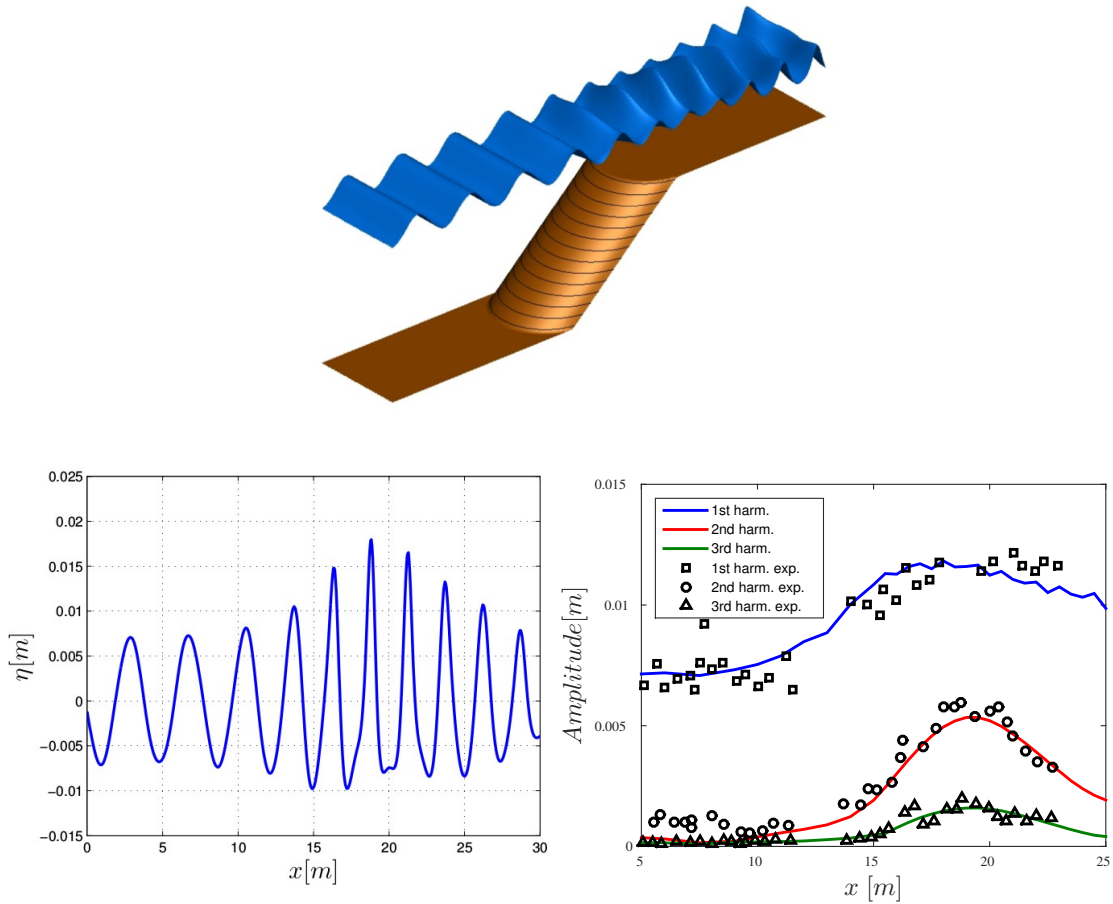 0.025
0.02
0.015
0.01
0.005
0
−0.005
−0.01
−0.015
η[m]
0
5
10
15
20
25
30
x[m]
0.015
0.01
0.005
0
Amplitude[m]
1st harm.
2nd harm.
3rd harm.
1st harm. exp.
2nd harm. exp.
3rd harm. exp.
5
10
15
20
25
x [m]